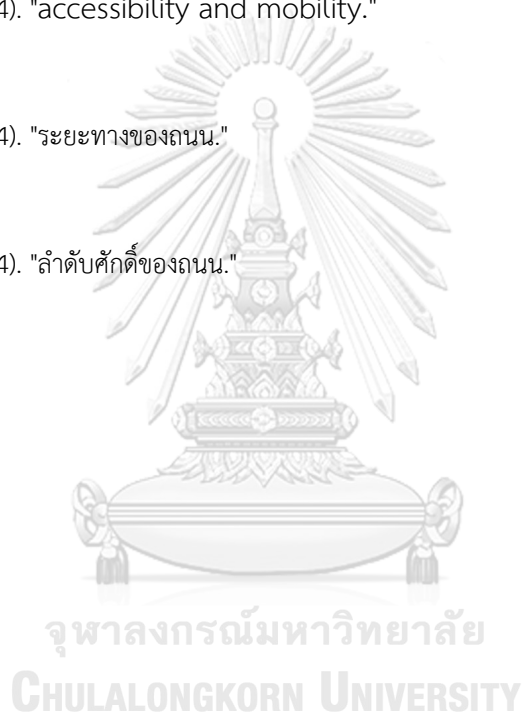 4). "accessibility and mobility."
4). "ระยะทางของถนน."
4). "ลำดับศักดิ์ของถนน."
จุฬาลงกรณ์มหาวิทยาลัย
CHULALONGKORN UNIVERSITY